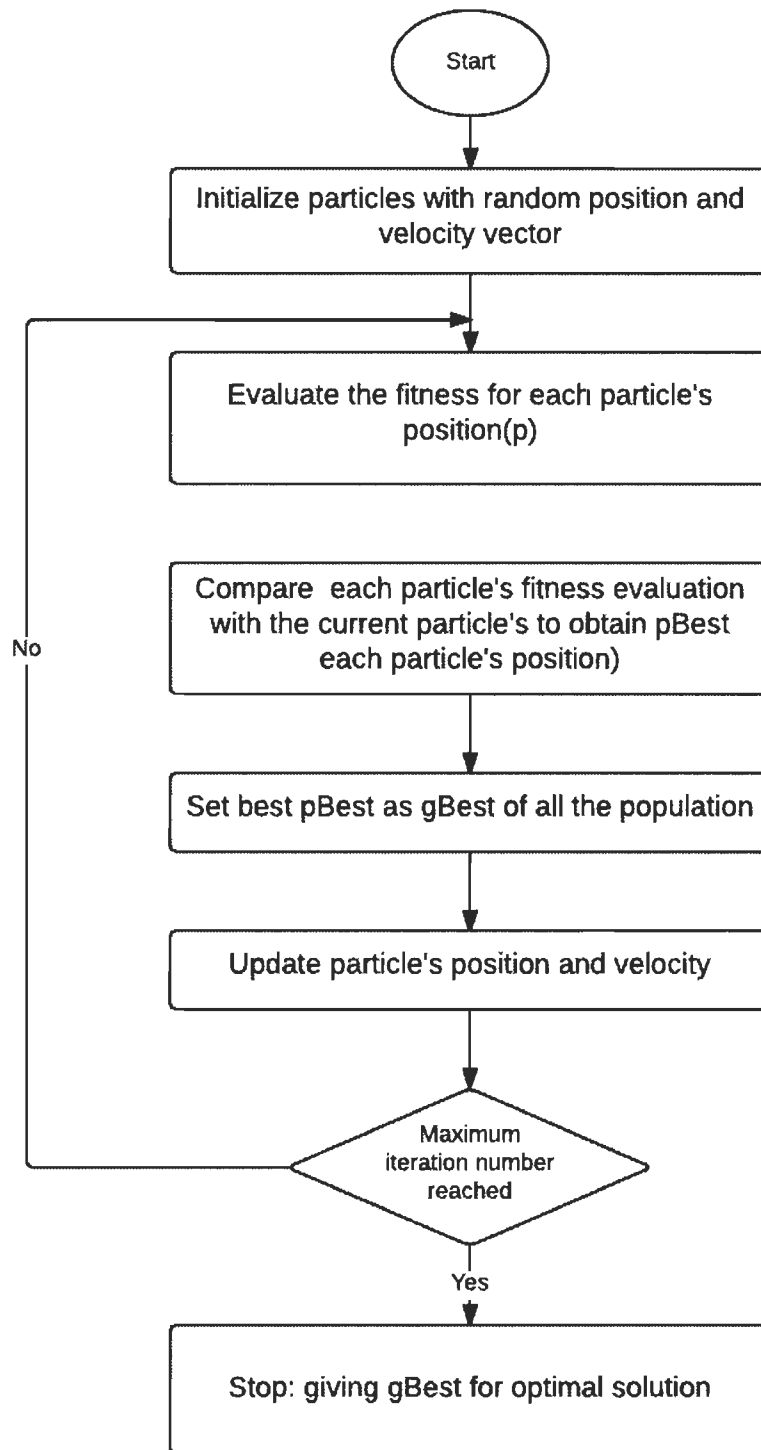 Start
Initialize particles with random position and
velocity vector
Evaluate the fitness for each particle's
position(p)
Compare each particle's fitness evaluation
with the current particle's to obtain pBest
each particle's position)
No
Set best pBest as gBest of all the population
Update particle's position and velocity
Maximum
iteration number
reached
Yes
Stop: giving gBest for optimal solution